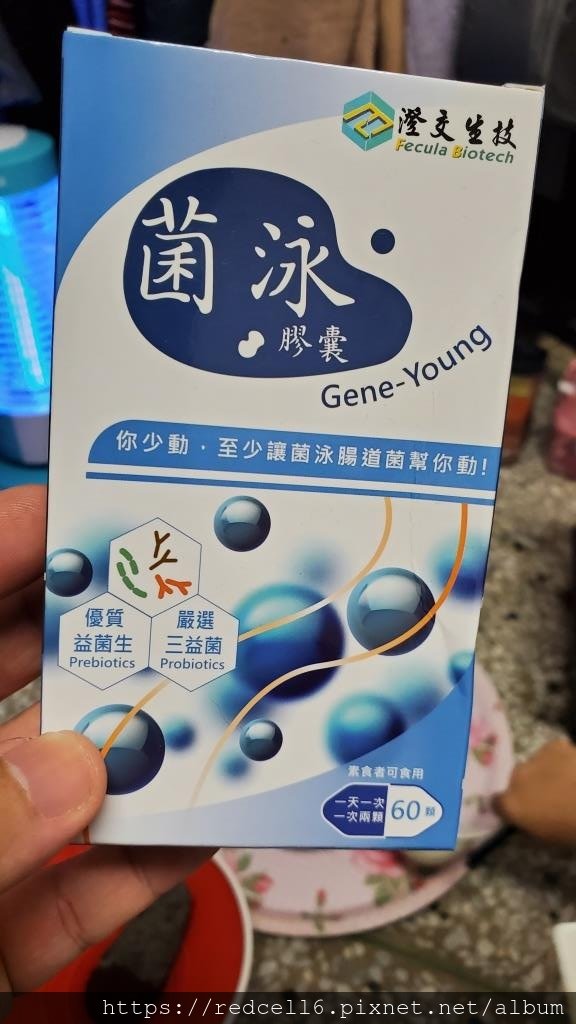 澄交生技
Fecula Biotech
菌泳
膠囊
Gene-Young
你少動．至少讓菌泳腸道菌幫你動!
優質
益菌生
Prebiotics
嚴選
三益菌
Probiotics
素食者可食用
一天一次
一次兩顆
60顆
https://redcell6.pixnet.net/album